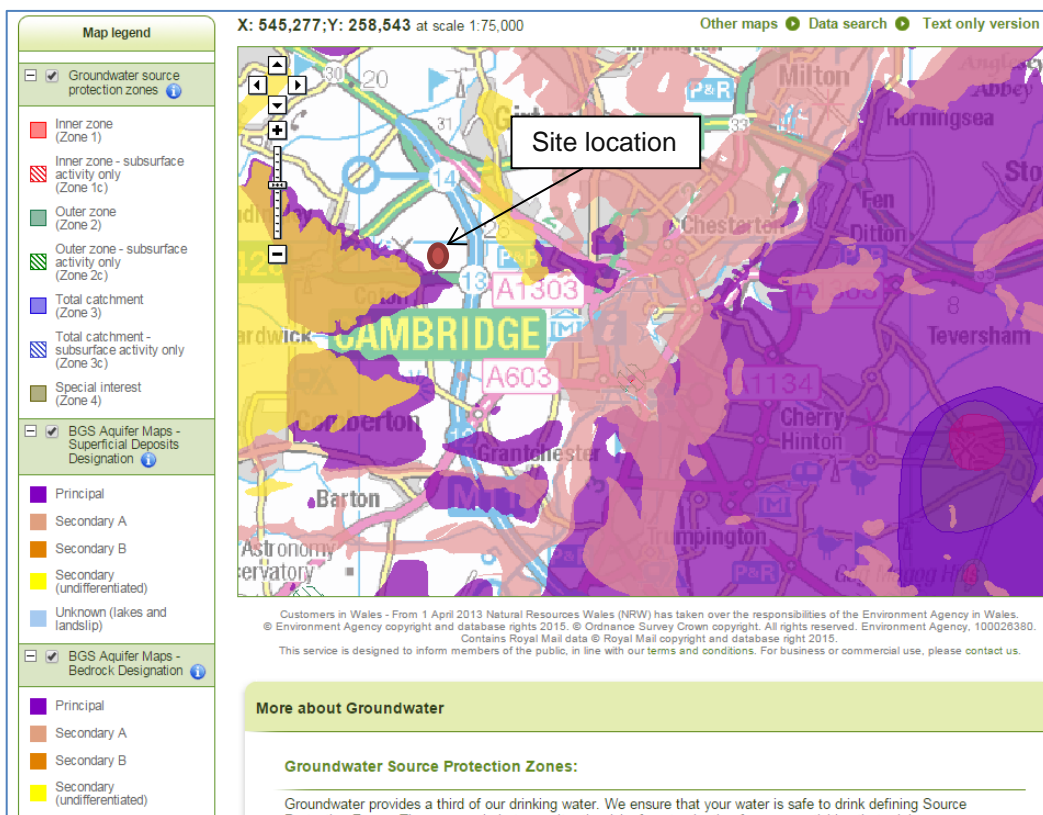 Map legend
Groundwater source
protection zones
Inner zone
(Zone 1)
Inner zone - subsurface
activity only
(Zone 1c)
Outer zone
(Zone 2)
Outer zone - subsurface
activity only
(Zone 2c)
Total catchment
(Zone 3)
Total catchment -
subsurface activity only
(Zone 3c)
Special interest
(Zone 4)
BGS Aquifer Maps -
Superficial Deposits
Designation
Principal
Secondary A
Secondary B
Secondary
(undifferentiated)
Unknown (lakes and
landslip)
BGS Aquifer Maps -
Bedrock Designation
Principal
Secondary A
Secondary B
Secondary
(undifferentiated)
X: 545,277;Y: 258,543 at scale 1:75,000
Other maps Data search Text only version
30
20
31
14
P&R
33
Milton
Abbey
Horningsea
Site location
Sto
Fen
Ditton
Chesterton
13
A1303
8
CAMBRIDGE
Teversham
A603
A1134
Cherry
Hinton
Grantchester
Barton
M11
Astronomy
P&R
P&R
Customers in Wales - From 1 April 2013 Natural Resources Wales (NRW) has taken over the responsibilities of the Environment Agency in Wales.
© Environment Agency copyright and database rights 2015. © Ordnance Survey Crown copyright. All rights reserved. Environment Agency, 100026380.
Contains Royal Mail data © Royal Mail copyright and database right 2015.
This service is designed to inform members of the public, in line with our terms and conditions. For business or commercial use, please contact us.
More about Groundwater
Groundwater Source Protection Zones:
Groundwater provides a third of our drinking water. We ensure that your water is safe to drink defining Source